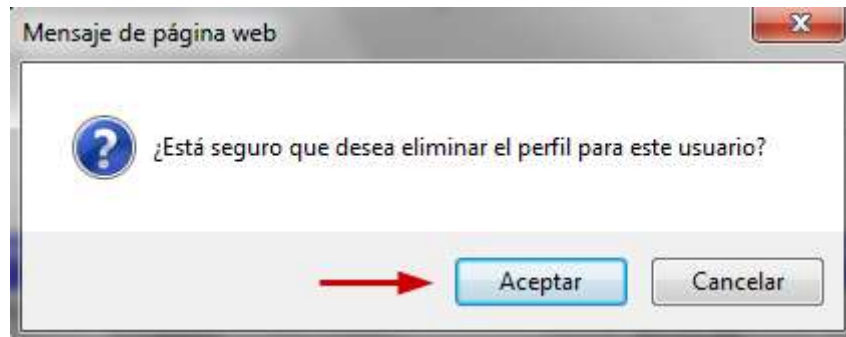 Mensaje de página web
¿Está seguro que desea eliminar el perfil para este usuario?
Aceptar
Cancelar